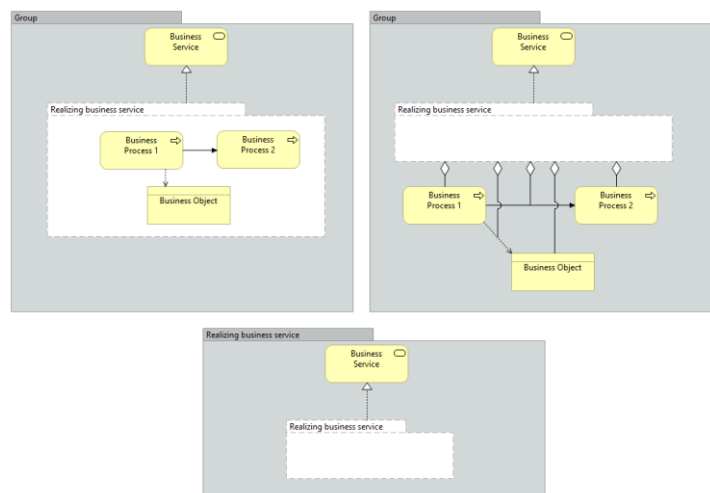 Group
Business
Service
Realizing business service
Business
Process 1
Business
Process 2
Business Object
Group
Business
Service
Realizing business service
Business
Process 1
Business
Process 2
Business Object
Realizing business service
Business
Service
Realizing business service